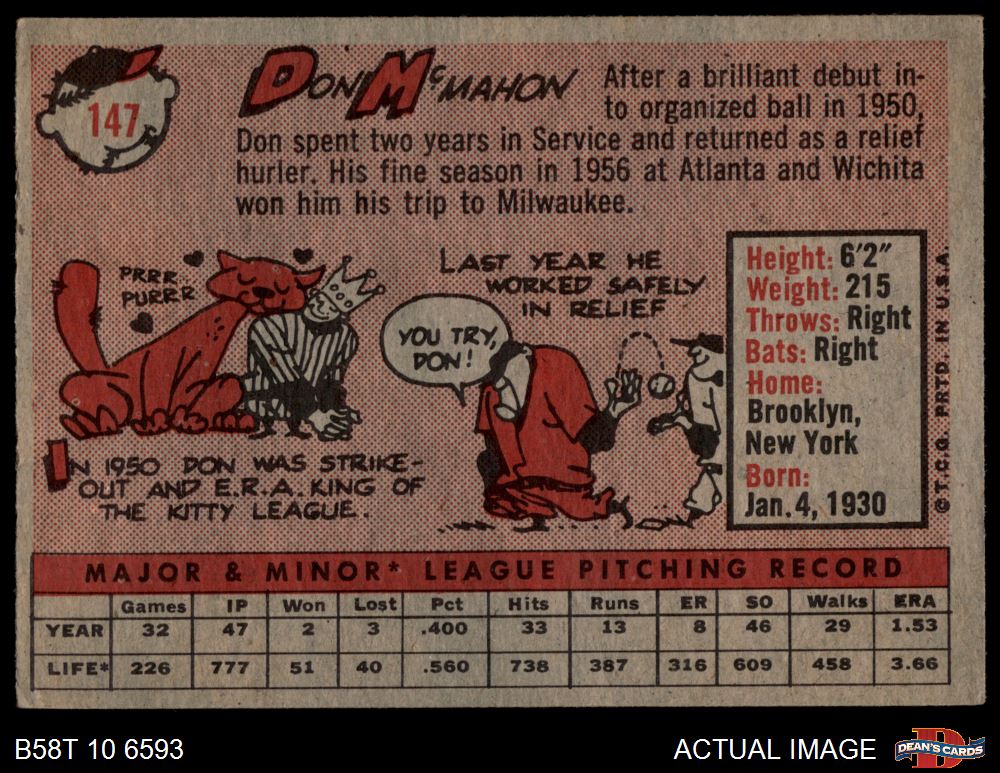 147
DON McMAHON
After a brilliant debut in-
to organized ball in 1950,
Don spent two years in Service and returned as a relief
hurler. His fine season in 1956 at Atlanta and Wichita
won him his trip to Milwaukee.
PRRR
PURRR
IN 1950 DON WAS STRIKE-
OUT AND E.R.A. KING OF
THE KITTY LEAGUE.
LAST YEAR HE
WORKED SAFELY
IN RELIEF
YOU TRY,
DON!
Height: 6'2"
Weight: 215
Throws: Right
Bats: Right
Home:
Brooklyn,
New York
Born:
Jan. 4, 1930
© T.C.G. PRTD. IN U.S.A.
MAJOR & MINOR* LEAGUE PITCHING RECORD
Games IP Won Lost Pct Hits Runs ER SO Walks ERA
YEAR 32 47 2 3 .400 33 13 8 46 29 1.53
LIFE* 226 777 51 40 .560 738 387 316 609 458 3.66
B58T 10 6593
ACTUAL IMAGE
D
DEAN'S CARDS